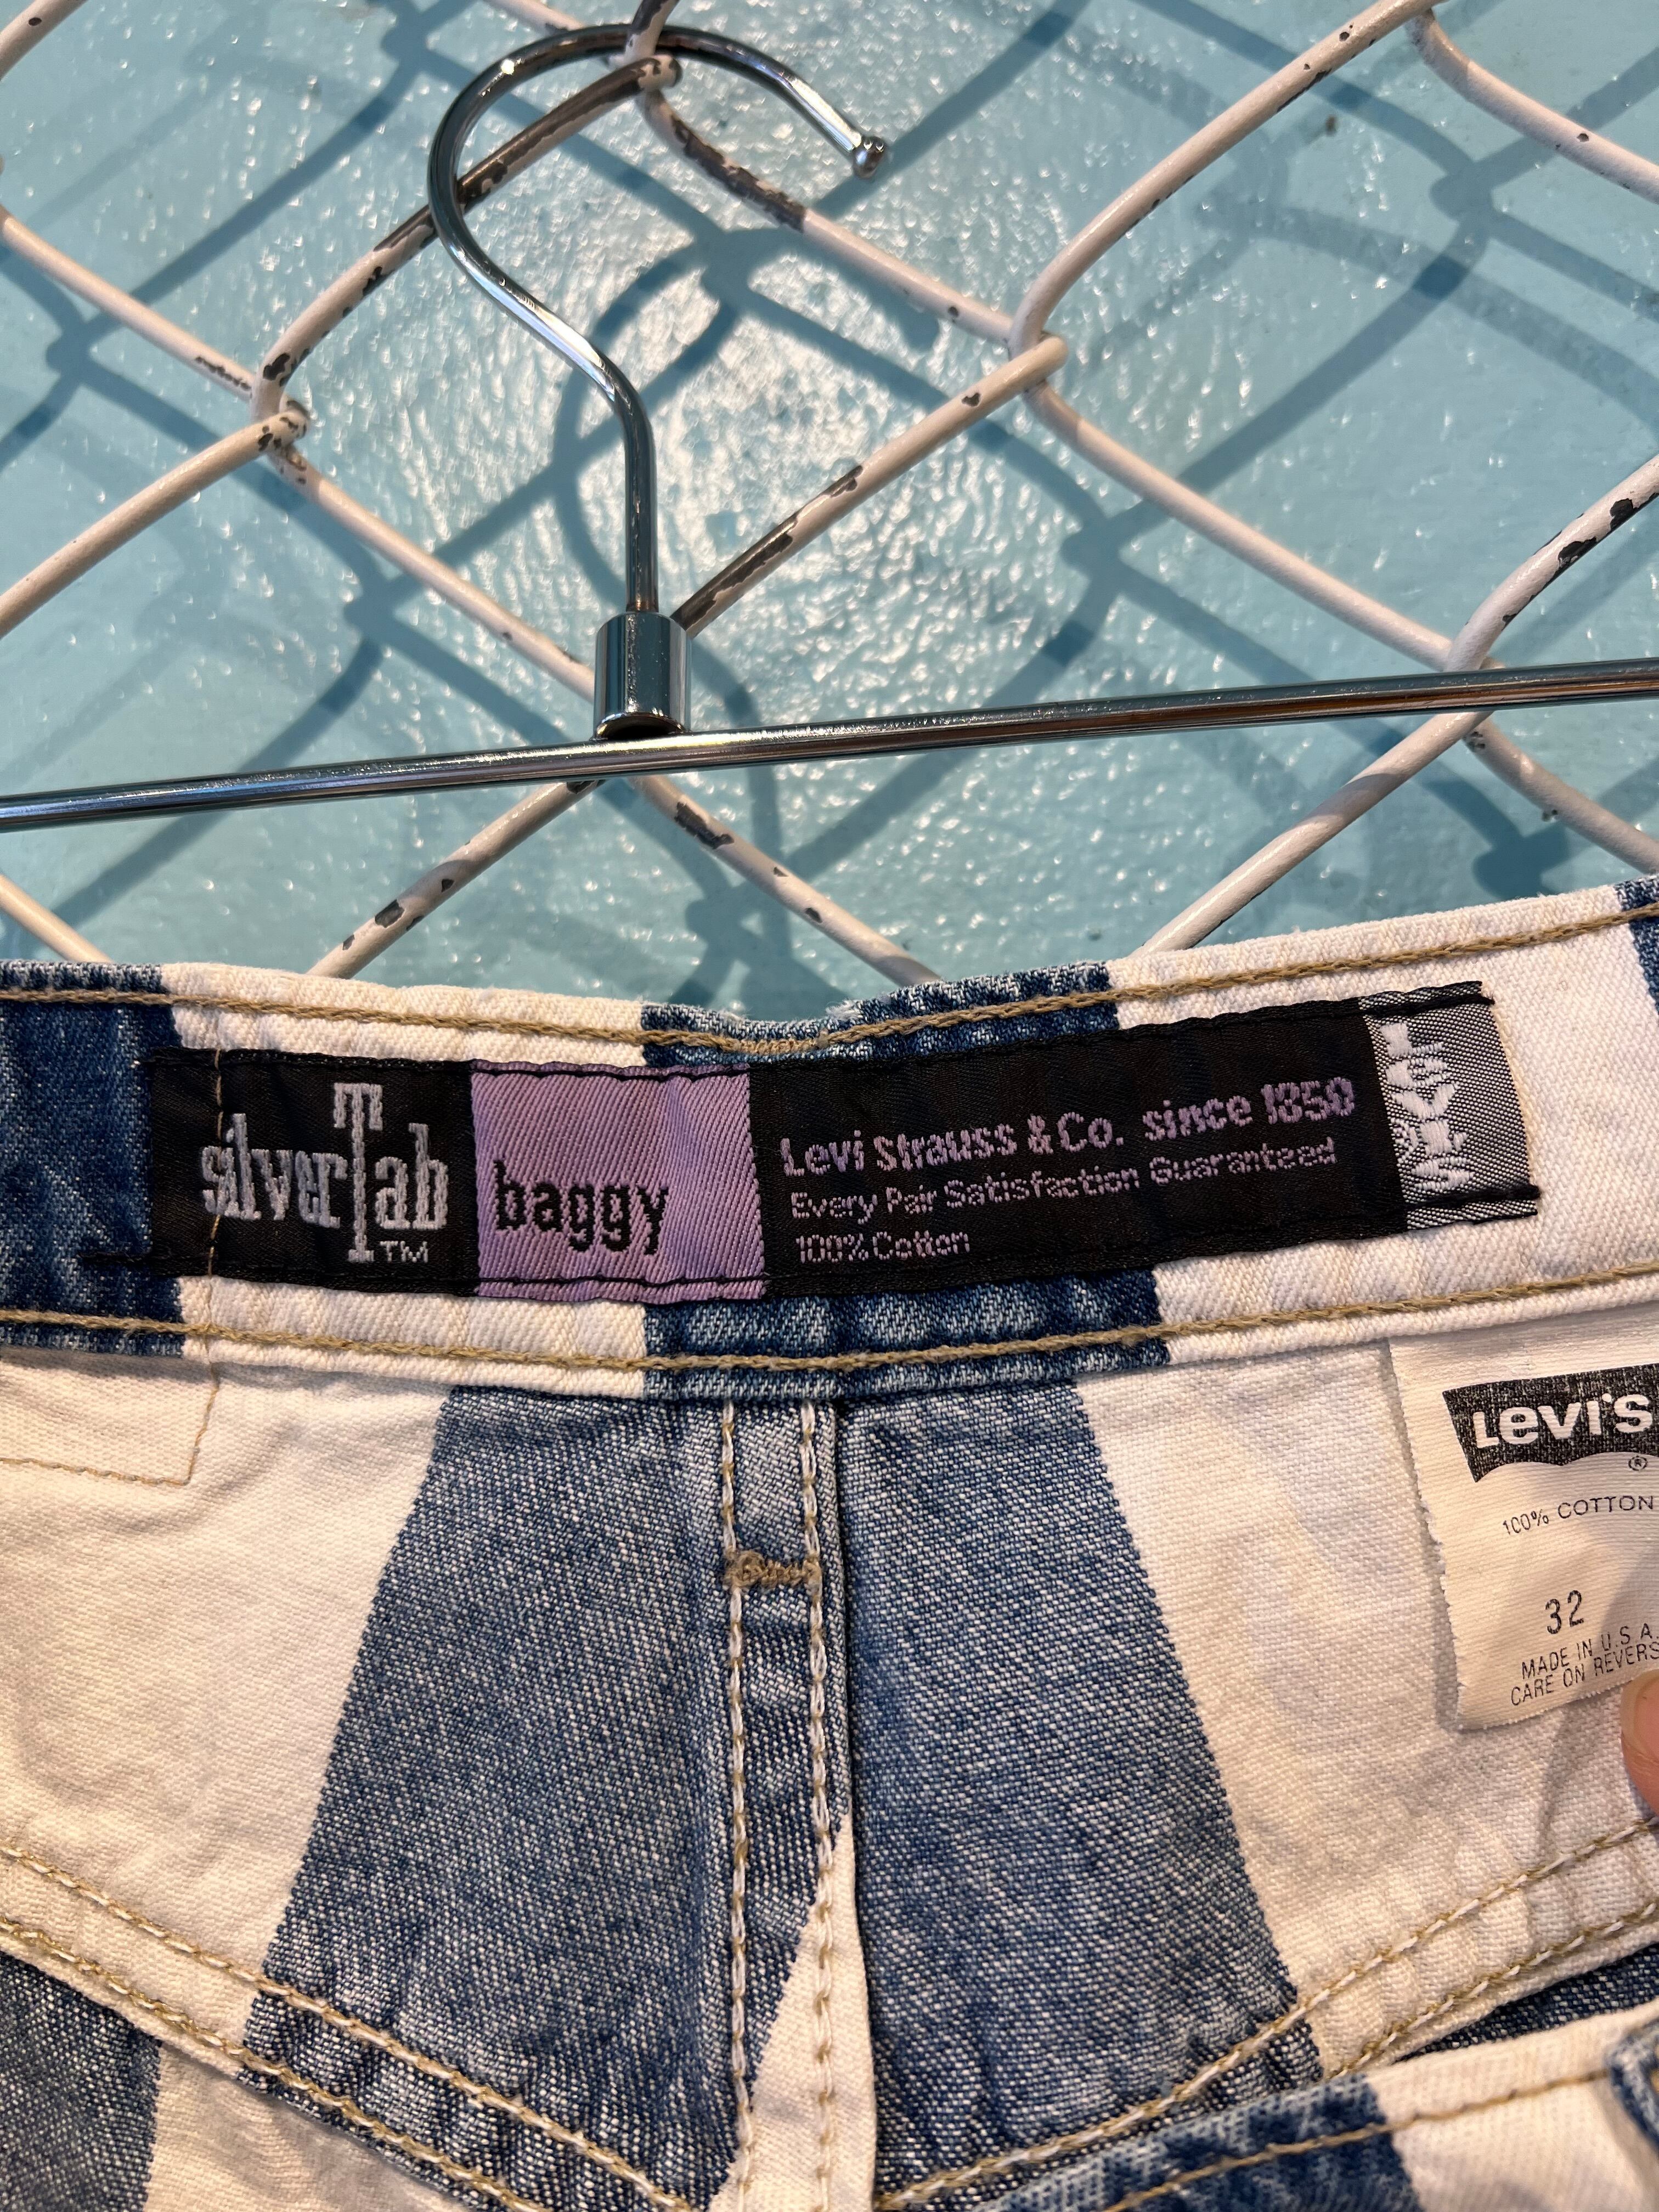 silverTab
TM
baggy
Levi Strauss & Co. since 1850
Every Pair Satisfaction Guaranteed
100% Cotton
LEVI'S
®
Levi's
®
100% COTTON
32
MADE IN U.S.A.
CARE ON REVERS